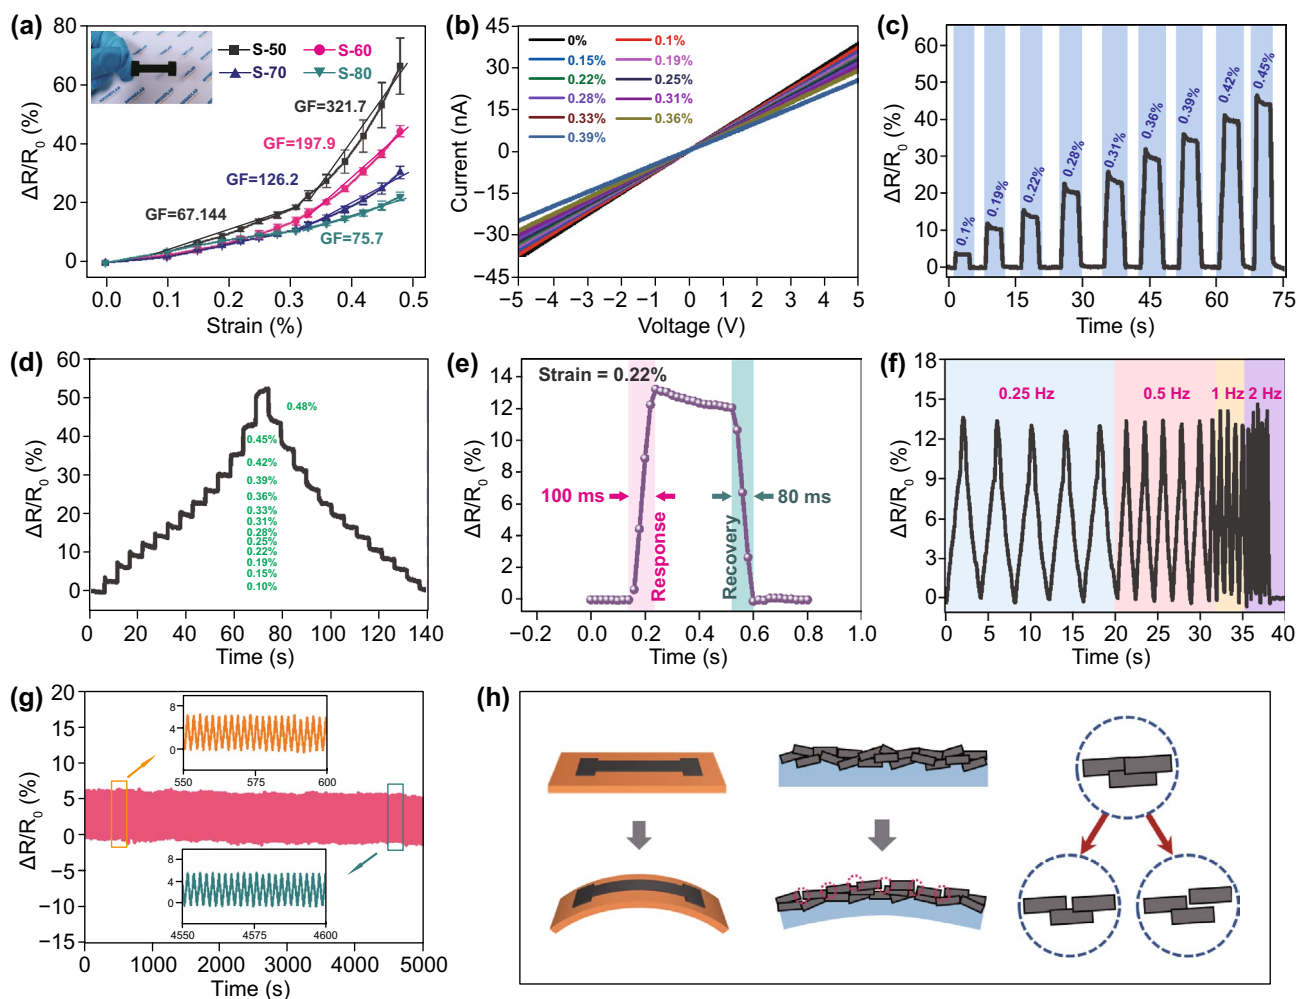 (a)
80
60
40
20
0
ΔR/R0 (%)
S-50
S-60
S-70
S-80
GF=321.7
GF=197.9
GF=126.2
GF=67.144
GF=75.7
0.0 0.1 0.2 0.3 0.4 0.5
Strain (%)
(b)
45
30
15
0
−15
−30
−45
Current (nA)
0% 0.1%
0.15% 0.19%
0.22% 0.25%
0.28% 0.31%
0.33% 0.36%
0.39%
−5 −4 −3 −2 −1 0 1 2 3 4 5
Voltage (V)
(c)
60
50
40
30
20
10
0
ΔR/R0 (%)
0.1%
0.19%
0.22%
0.28%
0.31%
0.36%
0.39%
0.42%
0.45%
0 15 30 45 60 75
Time (s)
(d)
60
50
40
30
20
10
0
ΔR/R0 (%)
0.48%
0.45%
0.42%
0.39%
0.36%
0.33%
0.31%
0.28%
0.25%
0.22%
0.19%
0.15%
0.10%
0 20 40 60 80 100 120 140
Time (s)
(e)
14
12
10
8
6
4
2
0
ΔR/R0 (%)
Strain = 0.22%
100 ms
80 ms
Response
Recovery
−0.2 0.0 0.2 0.4 0.6 0.8 1.0
Time (s)
(f)
18
15
12
9
6
3
0
ΔR/R0 (%)
0.25 Hz 0.5 Hz 1 Hz 2 Hz
0 5 10 15 20 25 30 35 40
Time (s)
(g)
20
15
10
5
0
−5
−10
−15
ΔR/R0 (%)
8
4
0
550 575 600
8
4
0
4550 4575 4600
0 1000 2000 3000 4000 5000
Time (s)
(h)